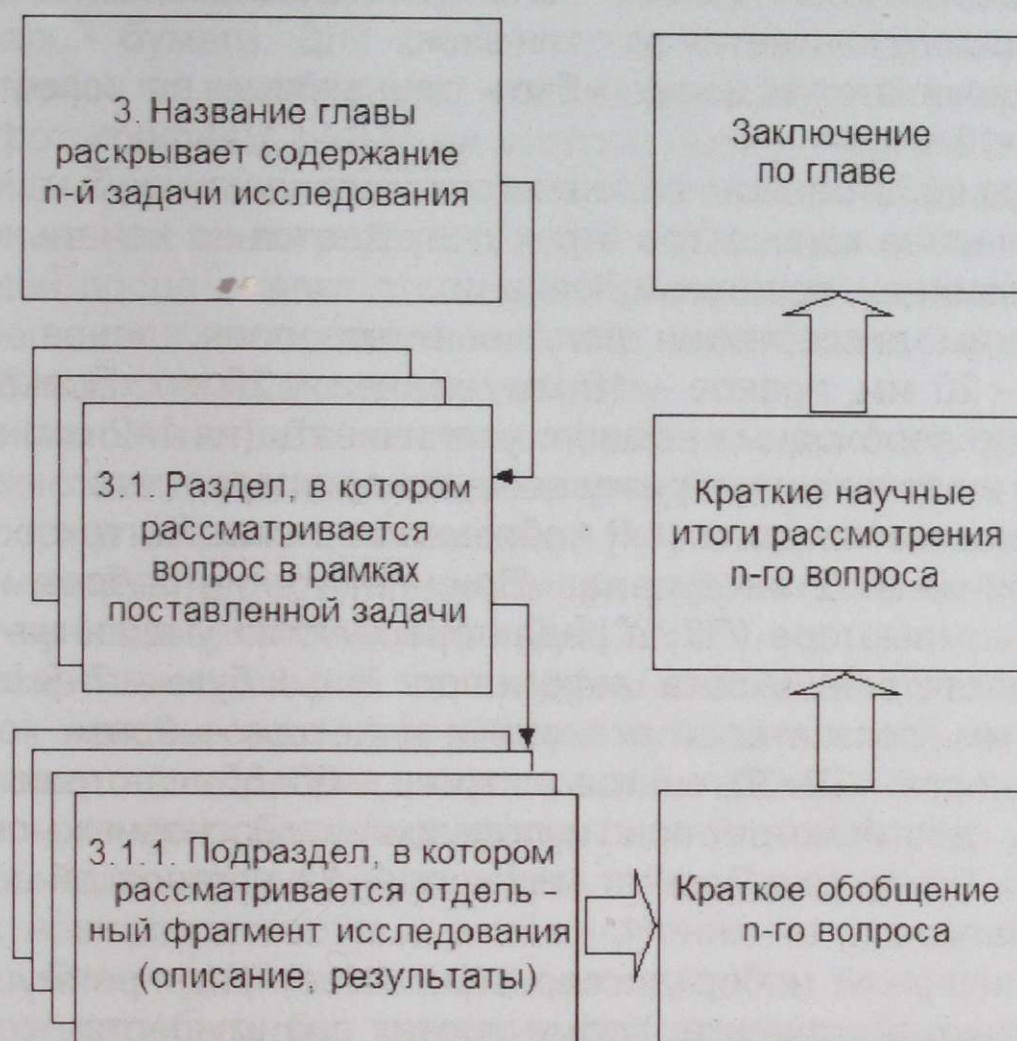 3. Название главы
раскрывает содержание
n-й задачи исследования
3.1. Раздел, в котором
рассматривается
вопрос в рамках
поставленной задачи
3.1.1. Подраздел, в котором
рассматривается отдель –
ный фрагмент исследования
(описание, результаты)
Краткое обобщение
n-го вопроса
Краткие научные
итоги рассмотрения
n-го вопроса
Заключение
по главе